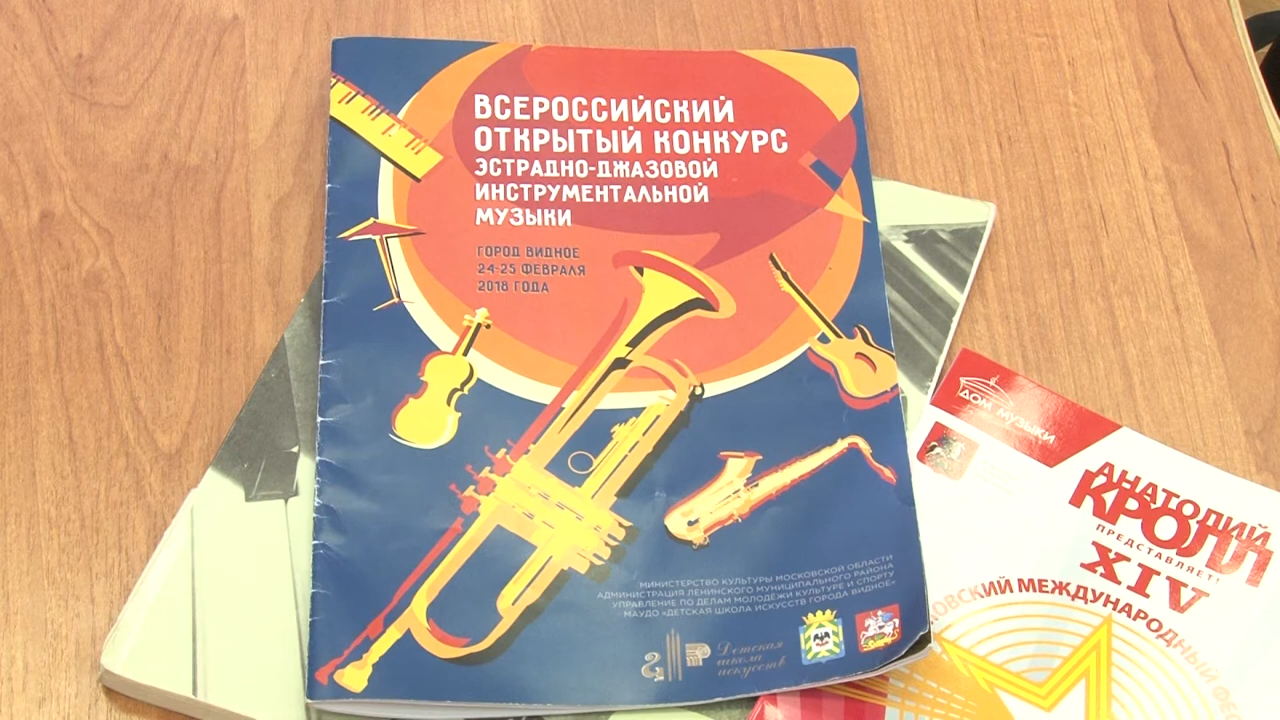 ВСЕРОССИЙСКИЙ
ОТКРЫТЫЙ КОНКУРС
ЭСТРАДНО-ДЖАЗОВОЙ
ИНСТРУМЕНТАЛЬНОЙ
МУЗЫКИ
ГОРОД ВИДНОЕ
24-25 ФЕВРАЛЯ
2018 ГОДА
МИНИСТЕРСТВО КУЛЬТУРЫ МОСКОВСКОЙ ОБЛАСТИ
АДМИНИСТРАЦИЯ ЛЕНИНСКОГО МУНИЦИПАЛЬНОГО РАЙОНА
УПРАВЛЕНИЕ ПО ДЕЛАМ МОЛОДЁЖИ КУЛЬТУРЕ И СПОРТУ
МАУДО «ДЕТСКАЯ ШКОЛА ИСКУССТВ ГОРОДА ВИДНОЕ»
Детская
школа
искусств
ДОМ МУЗЫКИ
АНАТОЛИЙ
КРОЛЛ
ПРЕДСТАВЛЯЕТ!
XIV
КОВСКИЙ МЕЖДУНАРОДНЫЙ ФЕ